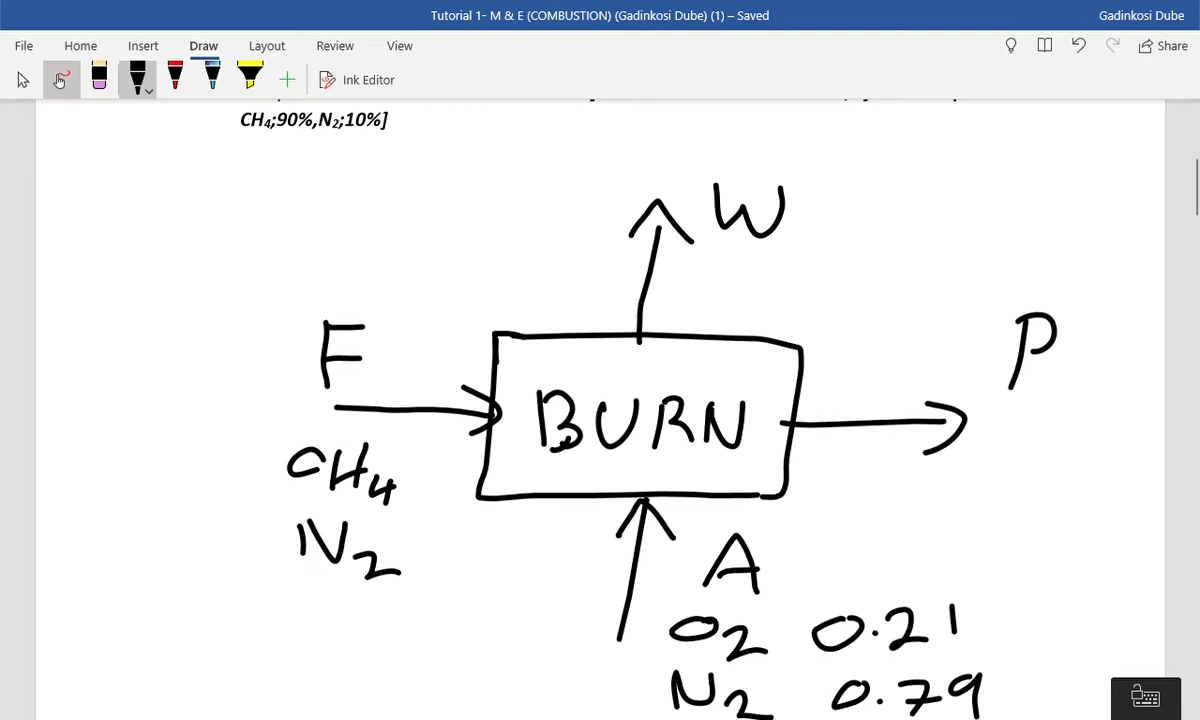 Tutorial 1- M & E (COMBUSTION) (Gadinkosi Dube) (1) – Saved
Gadinkosi Dube
File Home Insert Draw Layout Review View
Share
Ink Editor
CH₄;90%,N₂;10%]
W
F
P
BURN
CH4
N2
A
O2 0.21
N2 0.79